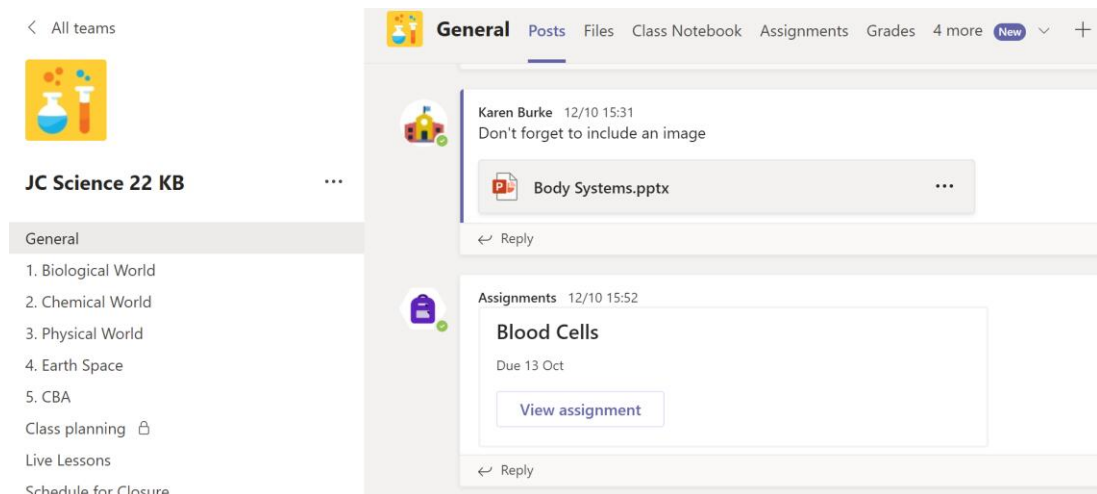 All teams
JC Science 22 KB
General
1. Biological World
2. Chemical World
3. Physical World
4. Earth Space
5. CBA
Class planning
Live Lessons
Schedule for Closure
General Posts Files Class Notebook Assignments Grades 4 more New
Karen Burke 12/10 15:31
Don't forget to include an image
Body Systems.pptx
Reply
Assignments 12/10 15:52
Blood Cells
Due 13 Oct
View assignment
Reply